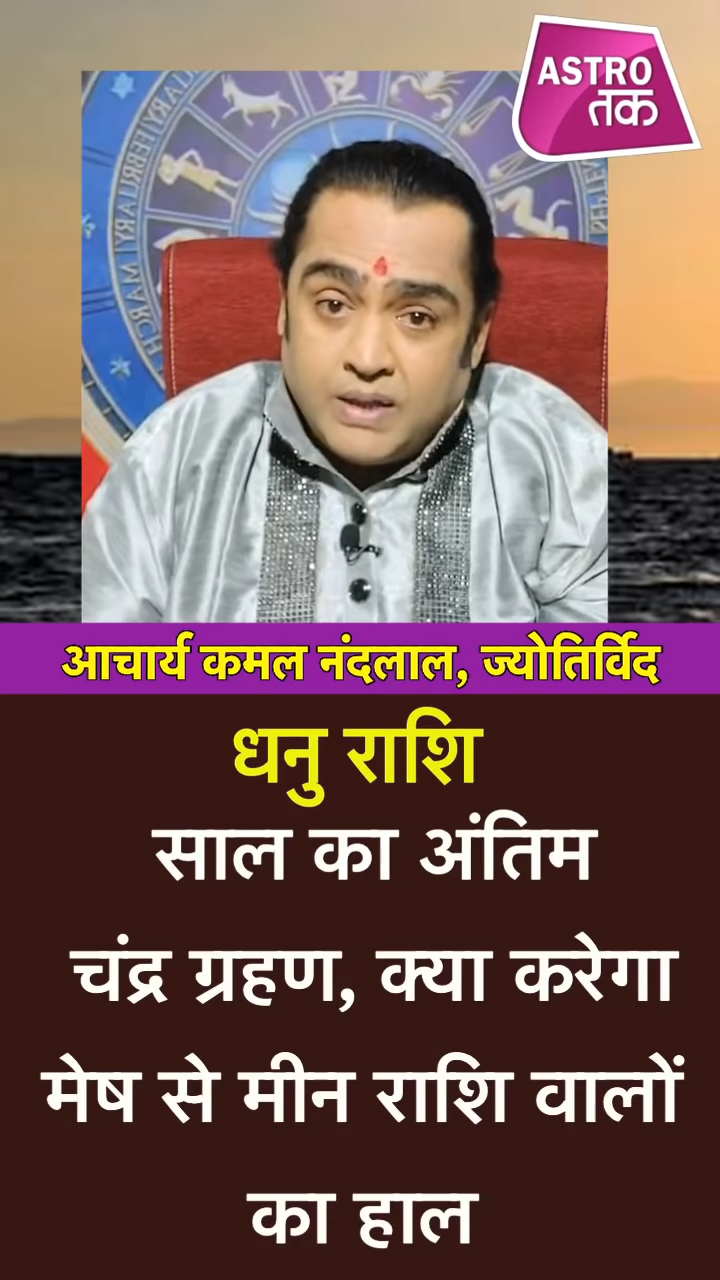 ASTRO
तक
आचार्य कमल नंदलाल, ज्योतिर्विद
धनु राशि
साल का अंतिम
चंद्र ग्रहण, क्या करेगा
मेष से मीन राशि वालों
का हाल